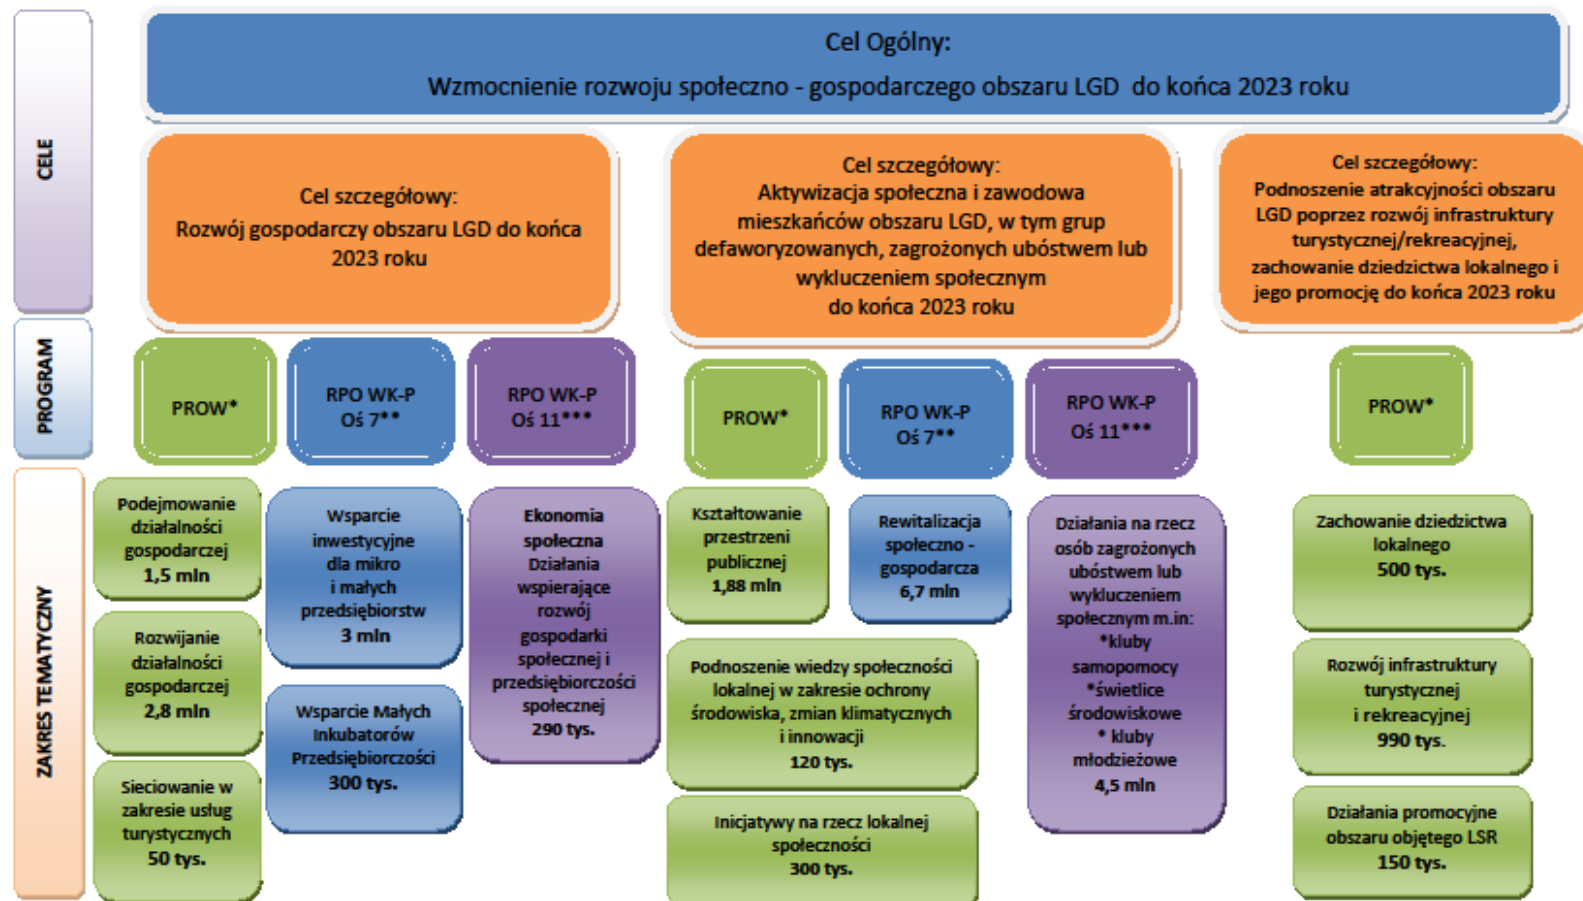 CELE
Cel Ogólny:
Wzmocnienie rozwoju społeczno - gospodarczego obszaru LGD do końca 2023 roku
Cel szczegółowy:
Rozwój gospodarczy obszaru LGD do końca
2023 roku
Cel szczegółowy:
Aktywizacja społeczna i zawodowa
mieszkańców obszaru LGD, w tym grup
defaworyzowanych, zagrożonych ubóstwem lub
wykluczeniem społecznym
do końca 2023 roku
Cel szczegółowy:
Podnoszenie atrakcyjności obszaru
LGD poprzez rozwój infrastruktury
turystycznej/rekreacyjnej,
zachowanie dziedzictwa lokalnego i
jego promocję do końca 2023 roku
PROGRAM
PROW*
RPO WK-P
Oś 7**
RPO WK-P
Oś 11***
PROW*
RPO WK-P
Oś 7**
RPO WK-P
Oś 11***
PROW*
ZAKRES TEMATYCZNY
Podejmowanie
działalności
gospodarczej
1,5 mln
Rozwijanie
działalności
gospodarczej
2,8 mln
Sieciowanie w
zakresie usług
turystycznych
50 tys.
Wsparcie
inwestycyjne
dla mikro
i małych
przedsiębiorstw
3 mln
Wsparcie Małych
Inkubatorów
Przedsiębiorczości
300 tys.
Ekonomia
społeczna
Działania
wspierające
rozwój
gospodarki
społecznej i
przedsiębiorczości
społecznej
290 tys.
Kształtowanie
przestrzeni
publicznej
1,88 mln
Rewitalizacja
społeczno -
gospodarcza
6,7 mln
Podnoszenie wiedzy społeczności
lokalnej w zakresie ochrony
środowiska, zmian klimatycznych
i innowacji
120 tys.
Inicjatywy na rzecz lokalnej
społeczności
300 tys.
Działania na rzecz
osób zagrożonych
ubóstwem lub
wykluczeniem
społecznym m.in:
*kluby
samopomocy
*świetlice
środowiskowe
* kluby
młodzieżowe
4,5 mln
Zachowanie dziedzictwa
lokalnego
500 tys.
Rozwój infrastruktury
turystycznej
i rekreacyjnej
990 tys.
Działania promocyjne
obszaru objętego LSR
150 tys.